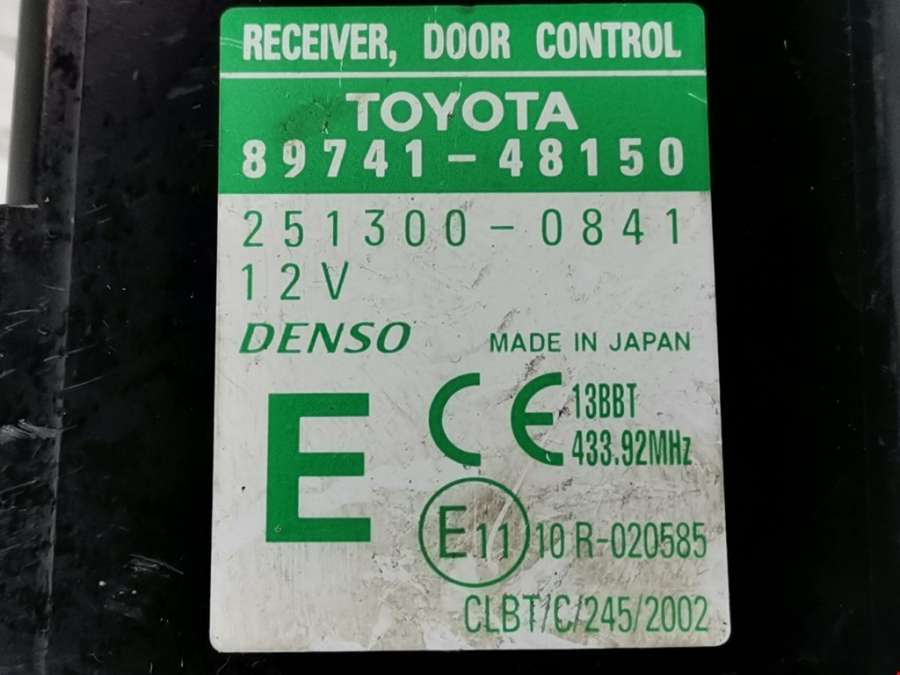 RECEIVER, DOOR CONTROL
TOYOTA
89741-48150
251300-0841
12V
DENSO MADE IN JAPAN
E CE 13BBT
433.92MHz
E11 10 R-020585
CLBT/C/245/2002